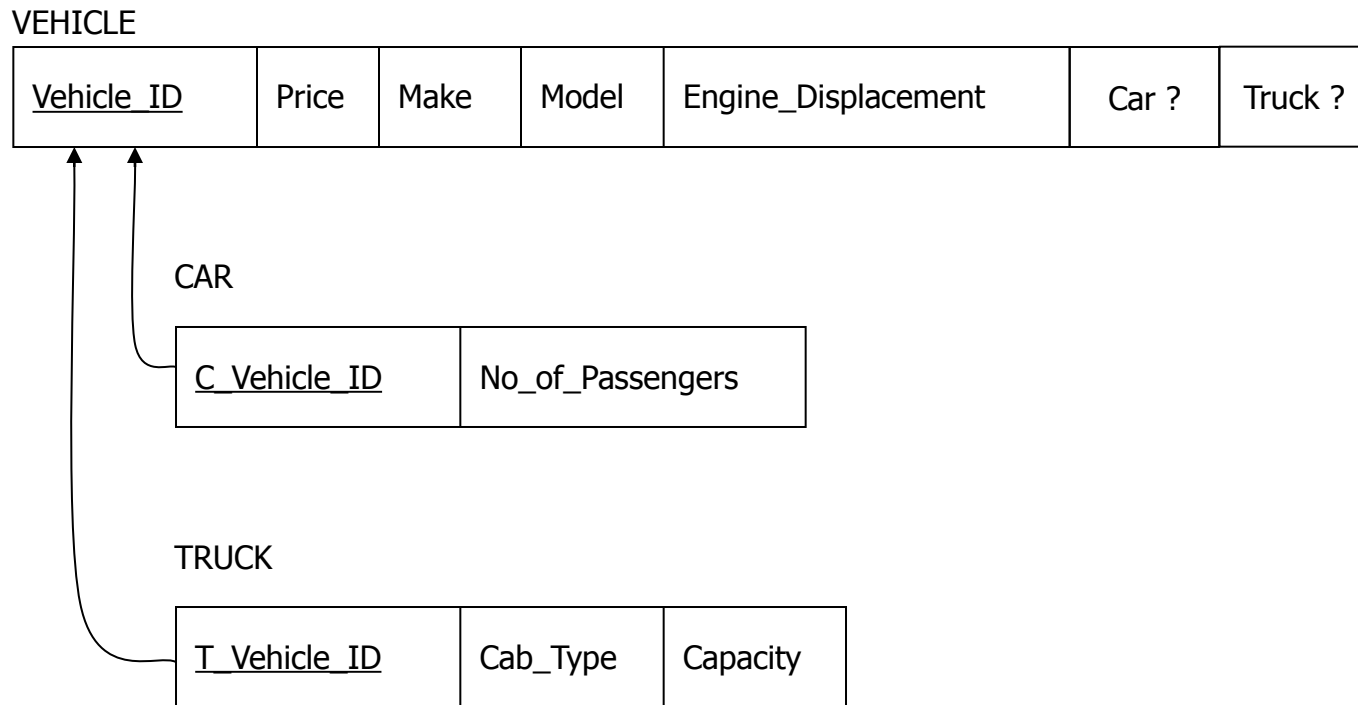 VEHICLE
Vehicle_ID Price Make Model Engine_Displacement Car ? Truck ?
CAR
C_Vehicle_ID No_of_Passengers
TRUCK
T_Vehicle_ID Cab_Type Capacity